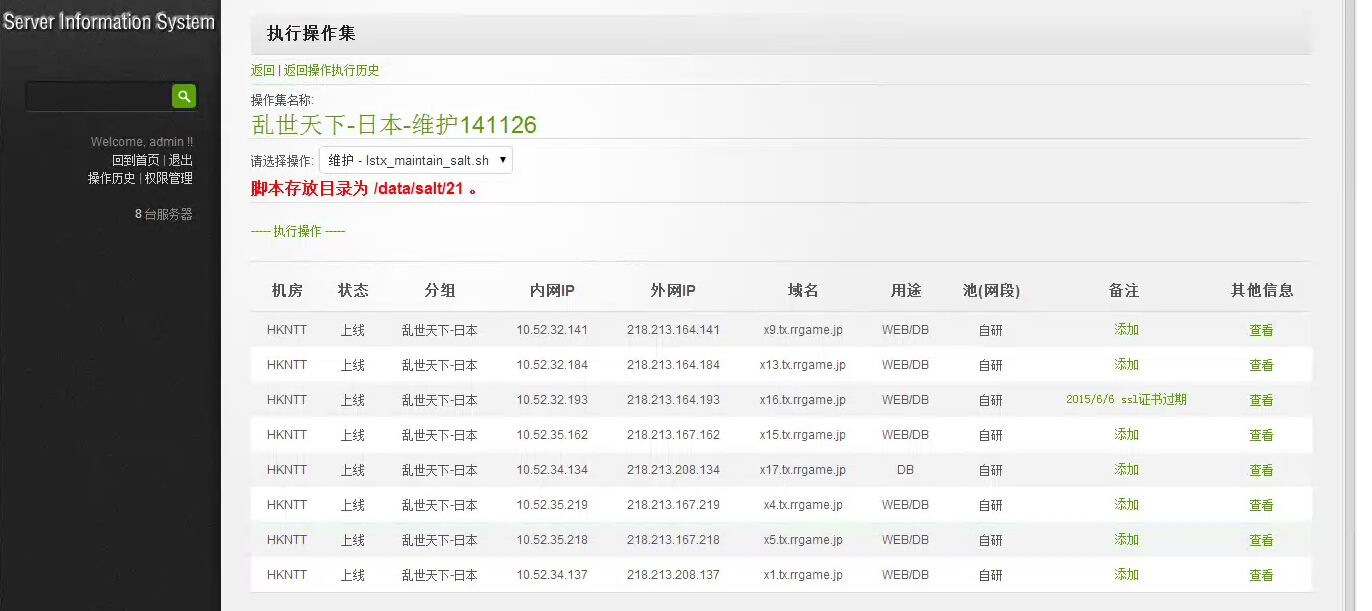 Server Information System
Welcome, admin !!
回到首页 | 退出
操作历史 | 权限管理
8 台服务器
执行操作集
返回 | 返回操作执行历史
操作集名称:
乱世天下-日本-维护141126
请选择操作: 维护 - lstx_maintain_salt.sh
脚本存放目录为 /data/salt/21 。
----- 执行操作 -----
机房 状态 分组 内网IP 外网IP 域名 用途 池(网段) 备注 其他信息
HKNTT 上线 乱世天下-日本 10.52.32.141 218.213.164.141 x9.tx.rrgame.jp WEB/DB 自研 添加 查看
HKNTT 上线 乱世天下-日本 10.52.32.184 218.213.164.184 x13.tx.rrgame.jp WEB/DB 自研 添加 查看
HKNTT 上线 乱世天下-日本 10.52.32.193 218.213.164.193 x16.tx.rrgame.jp WEB/DB 自研 2015/6/6 ssl证书过期 查看
HKNTT 上线 乱世天下-日本 10.52.35.162 218.213.167.162 x15.tx.rrgame.jp WEB/DB 自研 添加 查看
HKNTT 上线 乱世天下-日本 10.52.34.134 218.213.208.134 x17.tx.rrgame.jp DB 自研 添加 查看
HKNTT 上线 乱世天下-日本 10.52.35.219 218.213.167.219 x4.tx.rrgame.jp WEB/DB 自研 添加 查看
HKNTT 上线 乱世天下-日本 10.52.35.218 218.213.167.218 x5.tx.rrgame.jp WEB/DB 自研 添加 查看
HKNTT 上线 乱世天下-日本 10.52.34.137 218.213.208.137 x1.tx.rrgame.jp WEB/DB 自研 添加 查看